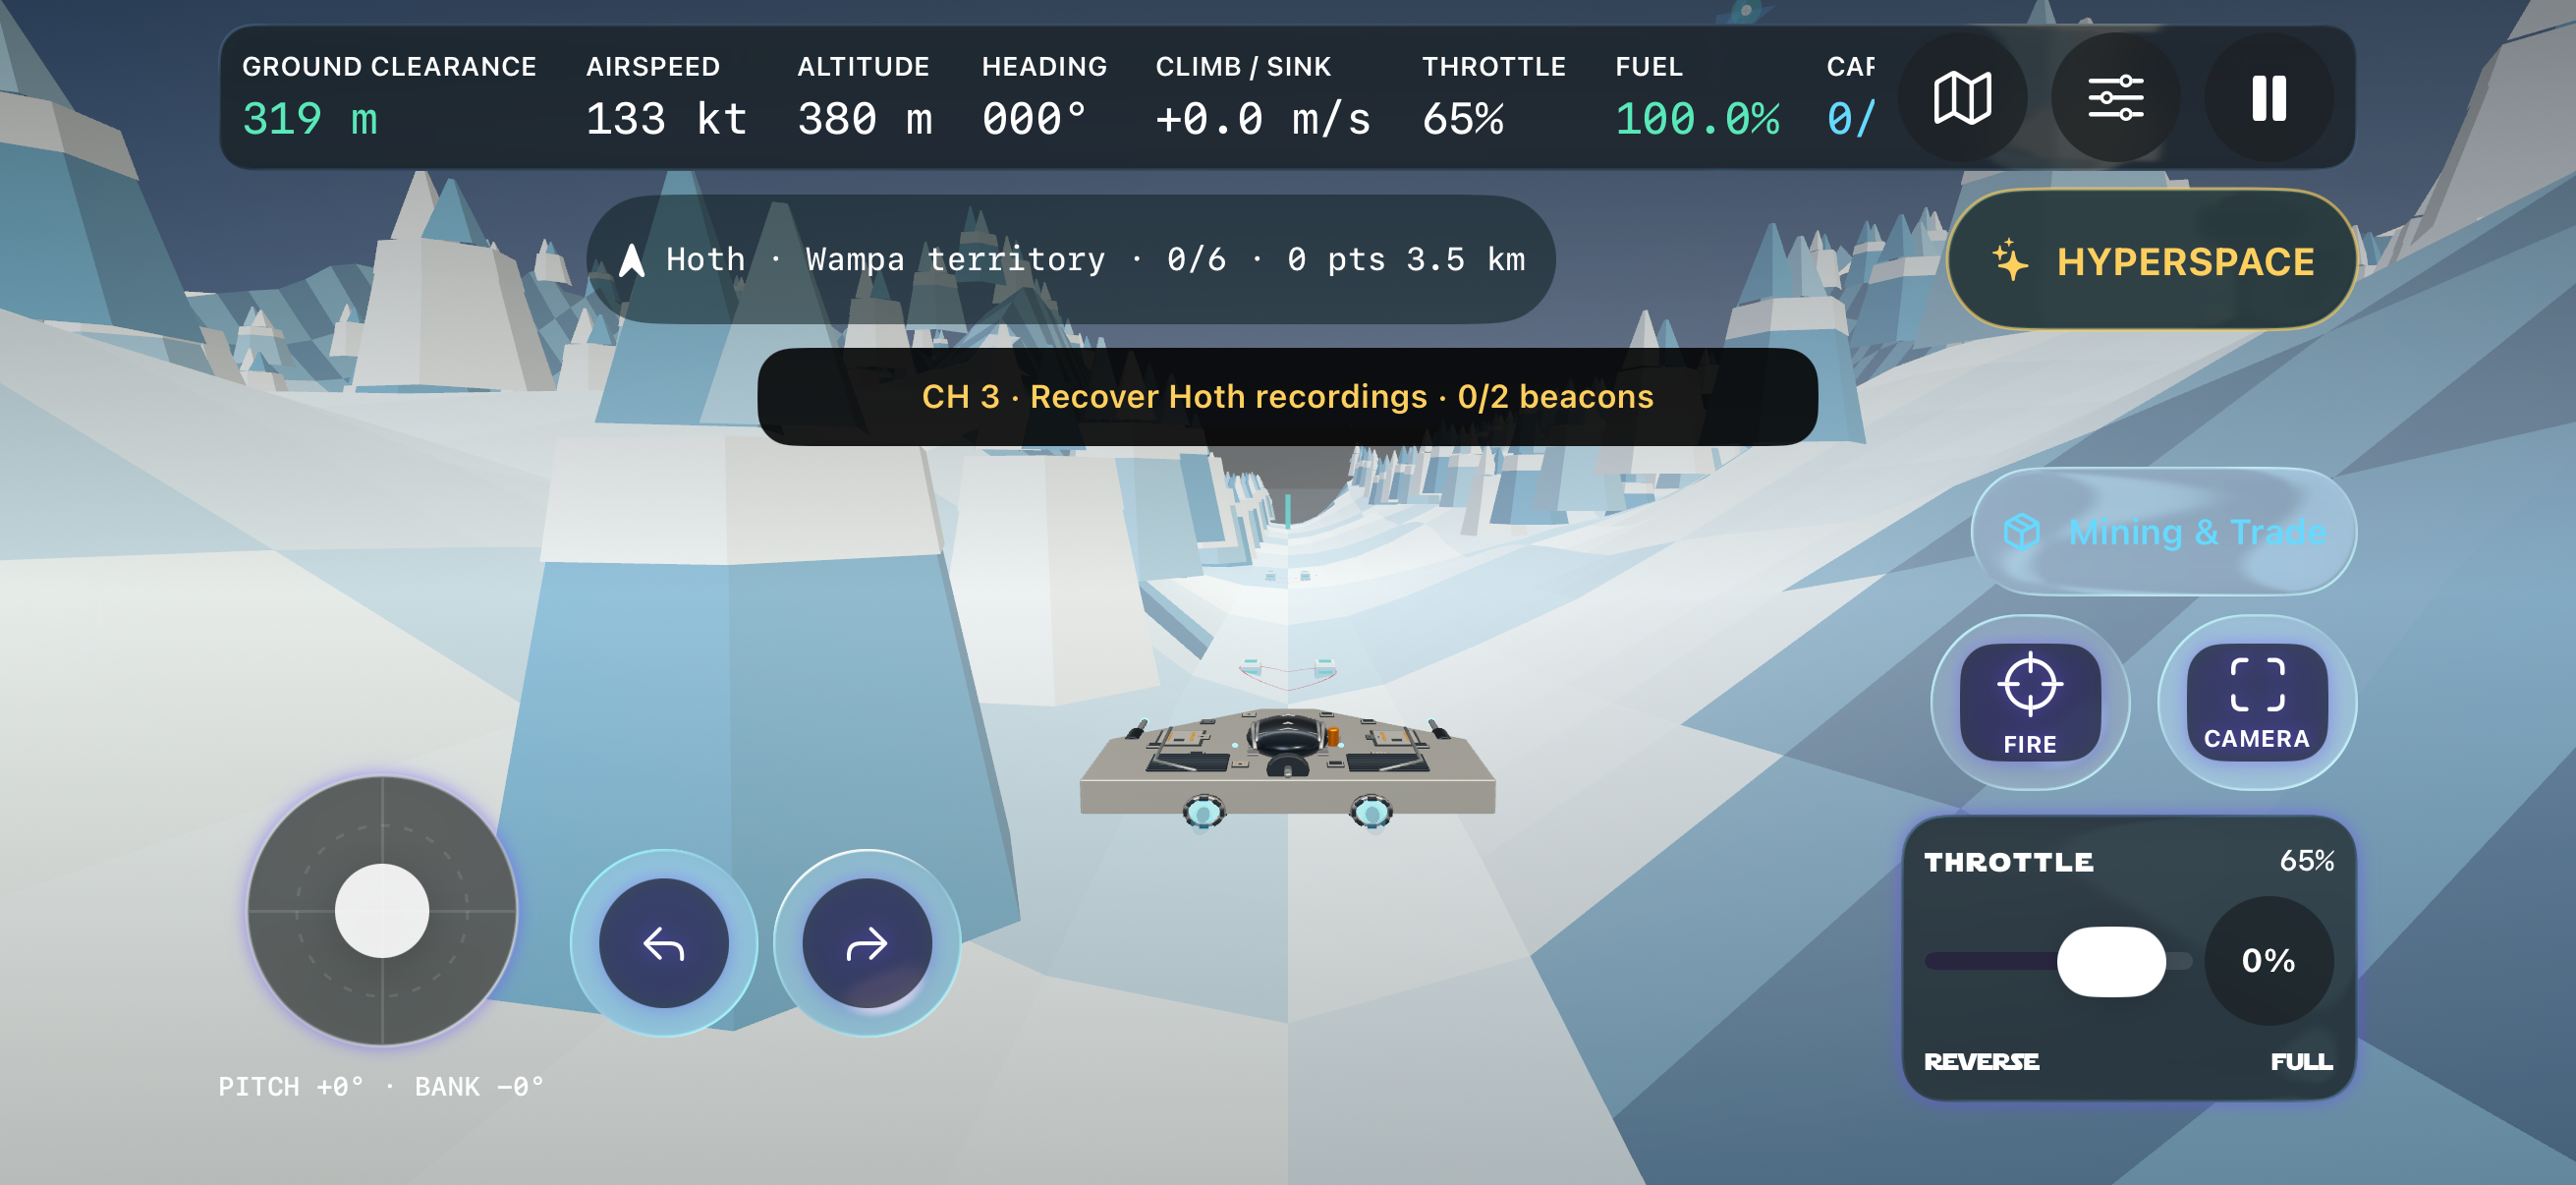 GROUND CLEARANCE AIRSPEED ALTITUDE HEADING CLIMB / SINK THROTTLE FUEL
319 m 133 kt 380 m 000° +0.0 m/s 65% 100.0% 0/
Hoth · Wampa territory · 0/6 · 0 pts 3.5 km
HYPERSPACE
CH 3 · Recover Hoth recordings · 0/2 beacons
Mining & Trade
FIRE
CAMERA
THROTTLE 65%
0%
REVERSE FULL
PITCH +0° · BANK −0°